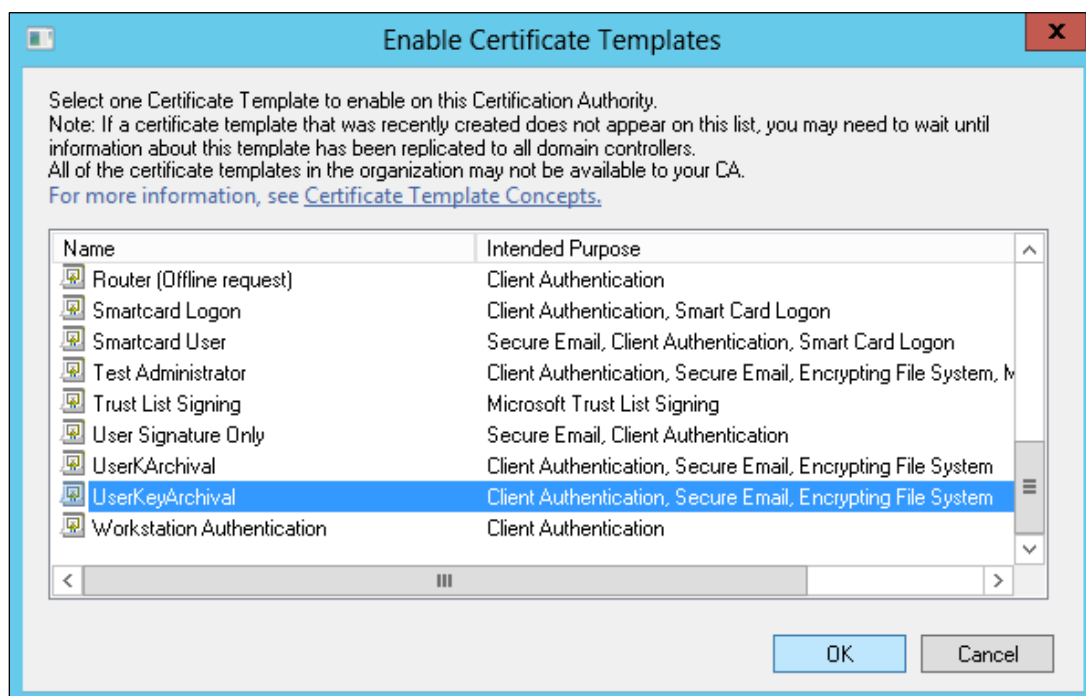 Enable Certificate Templates
x
Select one Certificate Template to enable on this Certification Authority.
Note: If a certificate template that was recently created does not appear on this list, you may need to wait until
information about this template has been replicated to all domain controllers.
All of the certificate templates in the organization may not be available to your CA.
For more information, see Certificate Template Concepts.
Name Intended Purpose
Router (Offline request) Client Authentication
Smartcard Logon Client Authentication, Smart Card Logon
Smartcard User Secure Email, Client Authentication, Smart Card Logon
Test Administrator Client Authentication, Secure Email, Encrypting File System, M
Trust List Signing Microsoft Trust List Signing
User Signature Only Secure Email, Client Authentication
UserKArchival Client Authentication, Secure Email, Encrypting File System
UserKeyArchival Client Authentication, Secure Email, Encrypting File System
Workstation Authentication Client Authentication
OK Cancel